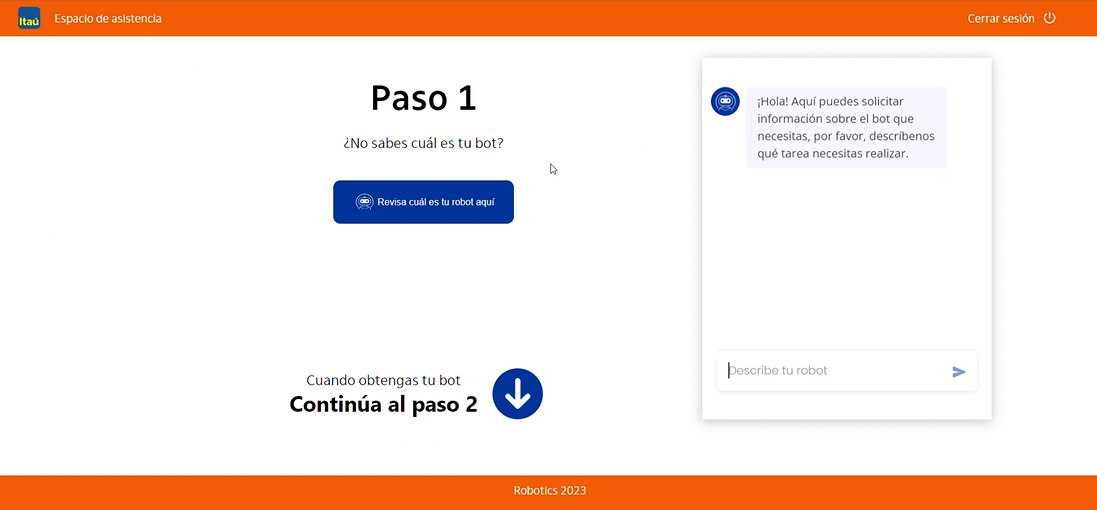 Itaú
Espacio de asistencia
Cerrar sesión
Paso 1
¿No sabes cuál es tu bot?
Revisa cuál es tu robot aquí
Cuando obtengas tu bot
Continúa al paso 2
¡Hola! Aquí puedes solicitar
información sobre el bot que
necesitas, por favor, descríbenos
qué tarea necesitas realizar.
Describe tu robot
Robotics 2023